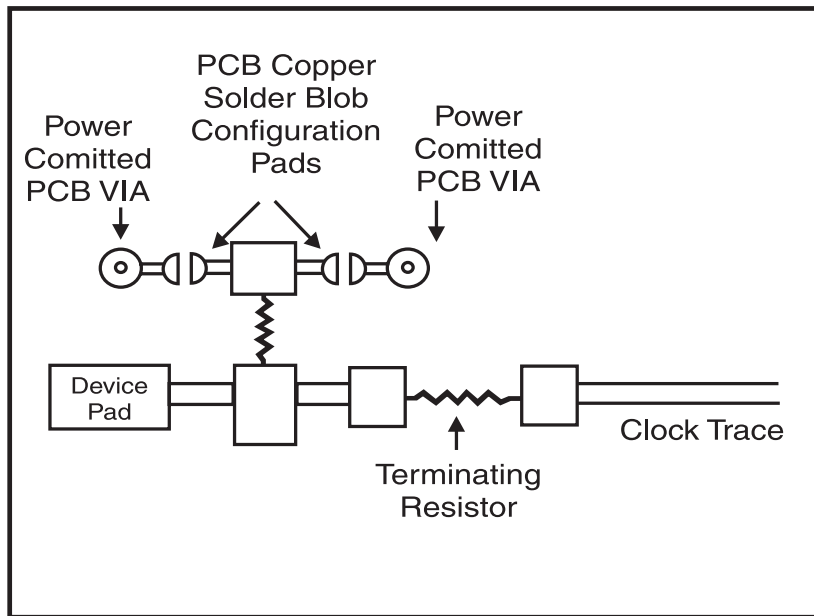 PCB Copper
Solder Blob
Configuration
Pads
Power
Comitted
PCB VIA
Power
Comitted
PCB VIA
Device
Pad
Clock Trace
Terminating
Resistor